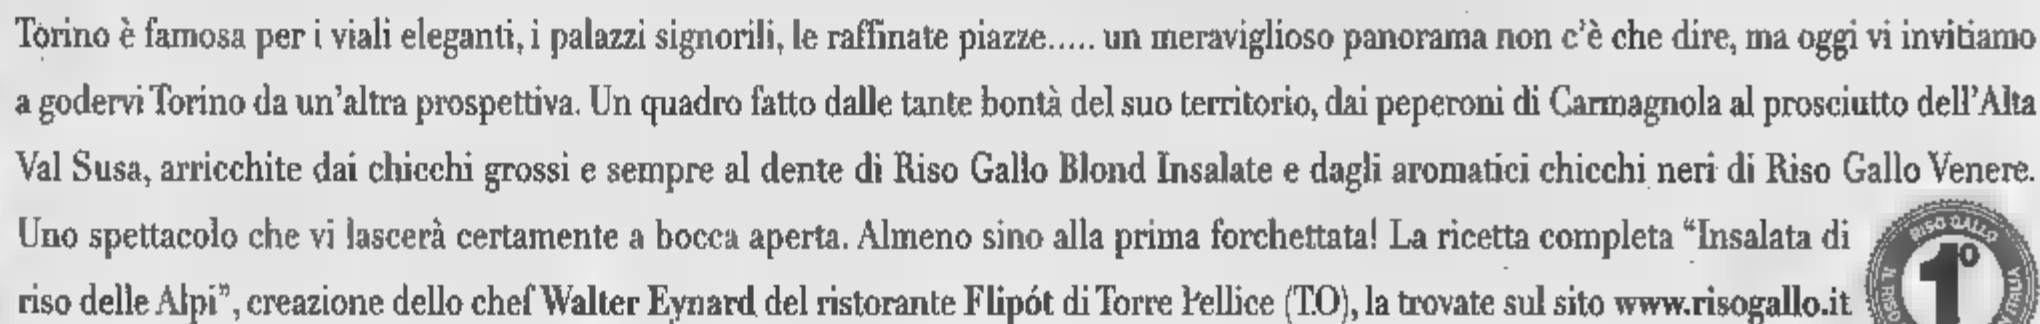 Torino è famosa per i viali eleganti, i palazzi signorili, le raffinate piazze..... un meraviglioso panorama non c'è che dire, ma oggi vi invitiamo
a godervi Torino da un'altra prospettiva. Un quadro fatto dalle tante bontà del suo territorio, dai peperoni di Carmagnola al prosciutto dell'Alta
Val Susa, arricchite dai chicchi grossi e sempre al dente di Riso Gallo Blond Insalate e dagli aromatici chicchi neri di Riso Gallo Venere.
Uno spettacolo che vi lascerà certamente a bocca aperta. Almeno sino alla prima forchettata! La ricetta completa "Insalata di
riso delle Alpi", creazione dello chef Walter Eynard del ristorante Flipót di Torre Pellice (TO), la trovate sul sito www.risogallo.it
RISO GALLO
1°